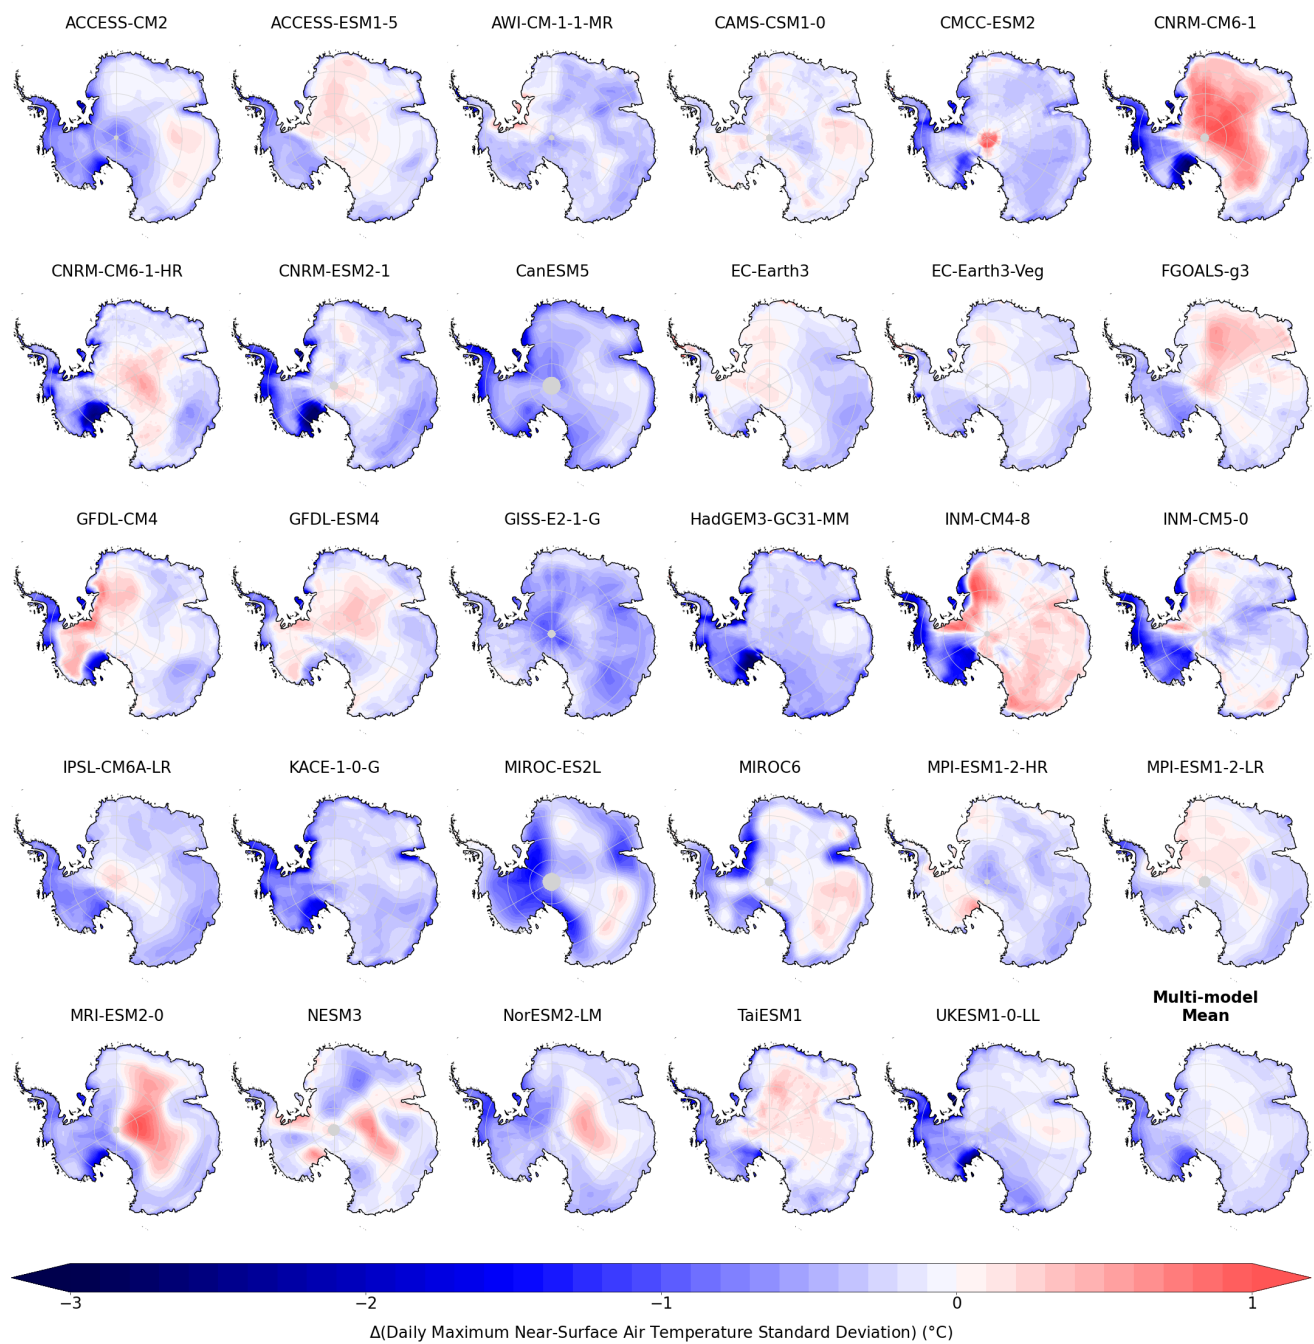 ACCESS-CM2 ACCESS-ESM1-5 AWI-CM-1-1-MR CAMS-CSM1-0 CMCC-ESM2 CNRM-CM6-1
CNRM-CM6-1-HR CNRM-ESM2-1 CanESM5 EC-Earth3 EC-Earth3-Veg FGOALS-g3
GFDL-CM4 GFDL-ESM4 GISS-E2-1-G HadGEM3-GC31-MM INM-CM4-8 INM-CM5-0
IPSL-CM6A-LR KACE-1-0-G MIROC-ES2L MIROC6 MPI-ESM1-2-HR MPI-ESM1-2-LR
MRI-ESM2-0 NESM3 NorESM2-LM TaiESM1 UKESM1-0-LL Multi-model
Mean
−3 −2 −1 0 1
Δ(Daily Maximum Near-Surface Air Temperature Standard Deviation) (°C)